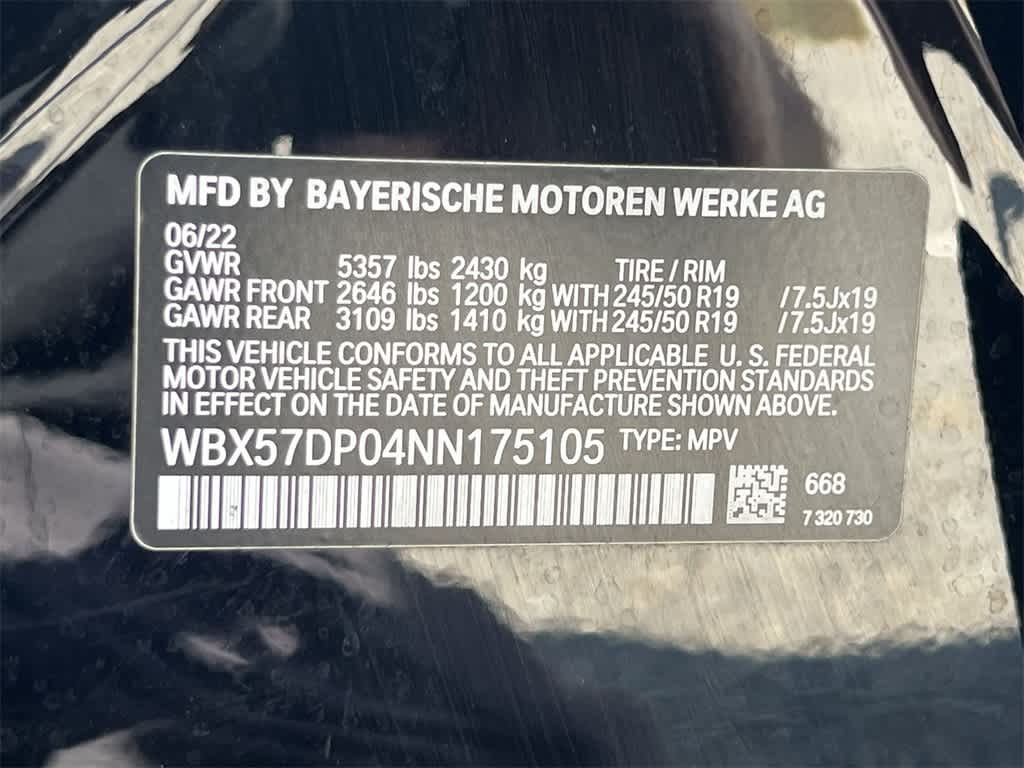 MFD BY BAYERISCHE MOTOREN WERKE AG
06/22
GVWR 5357 lbs 2430 kg TIRE / RIM
GAWR FRONT 2646 lbs 1200 kg WITH 245/50 R19 /7.5Jx19
GAWR REAR 3109 lbs 1410 kg WITH 245/50 R19 /7.5Jx19
THIS VEHICLE CONFORMS TO ALL APPLICABLE U. S. FEDERAL
MOTOR VEHICLE SAFETY AND THEFT PREVENTION STANDARDS
IN EFFECT ON THE DATE OF MANUFACTURE SHOWN ABOVE.
WBX57DP04NN175105 TYPE: MPV
668
7 320 730